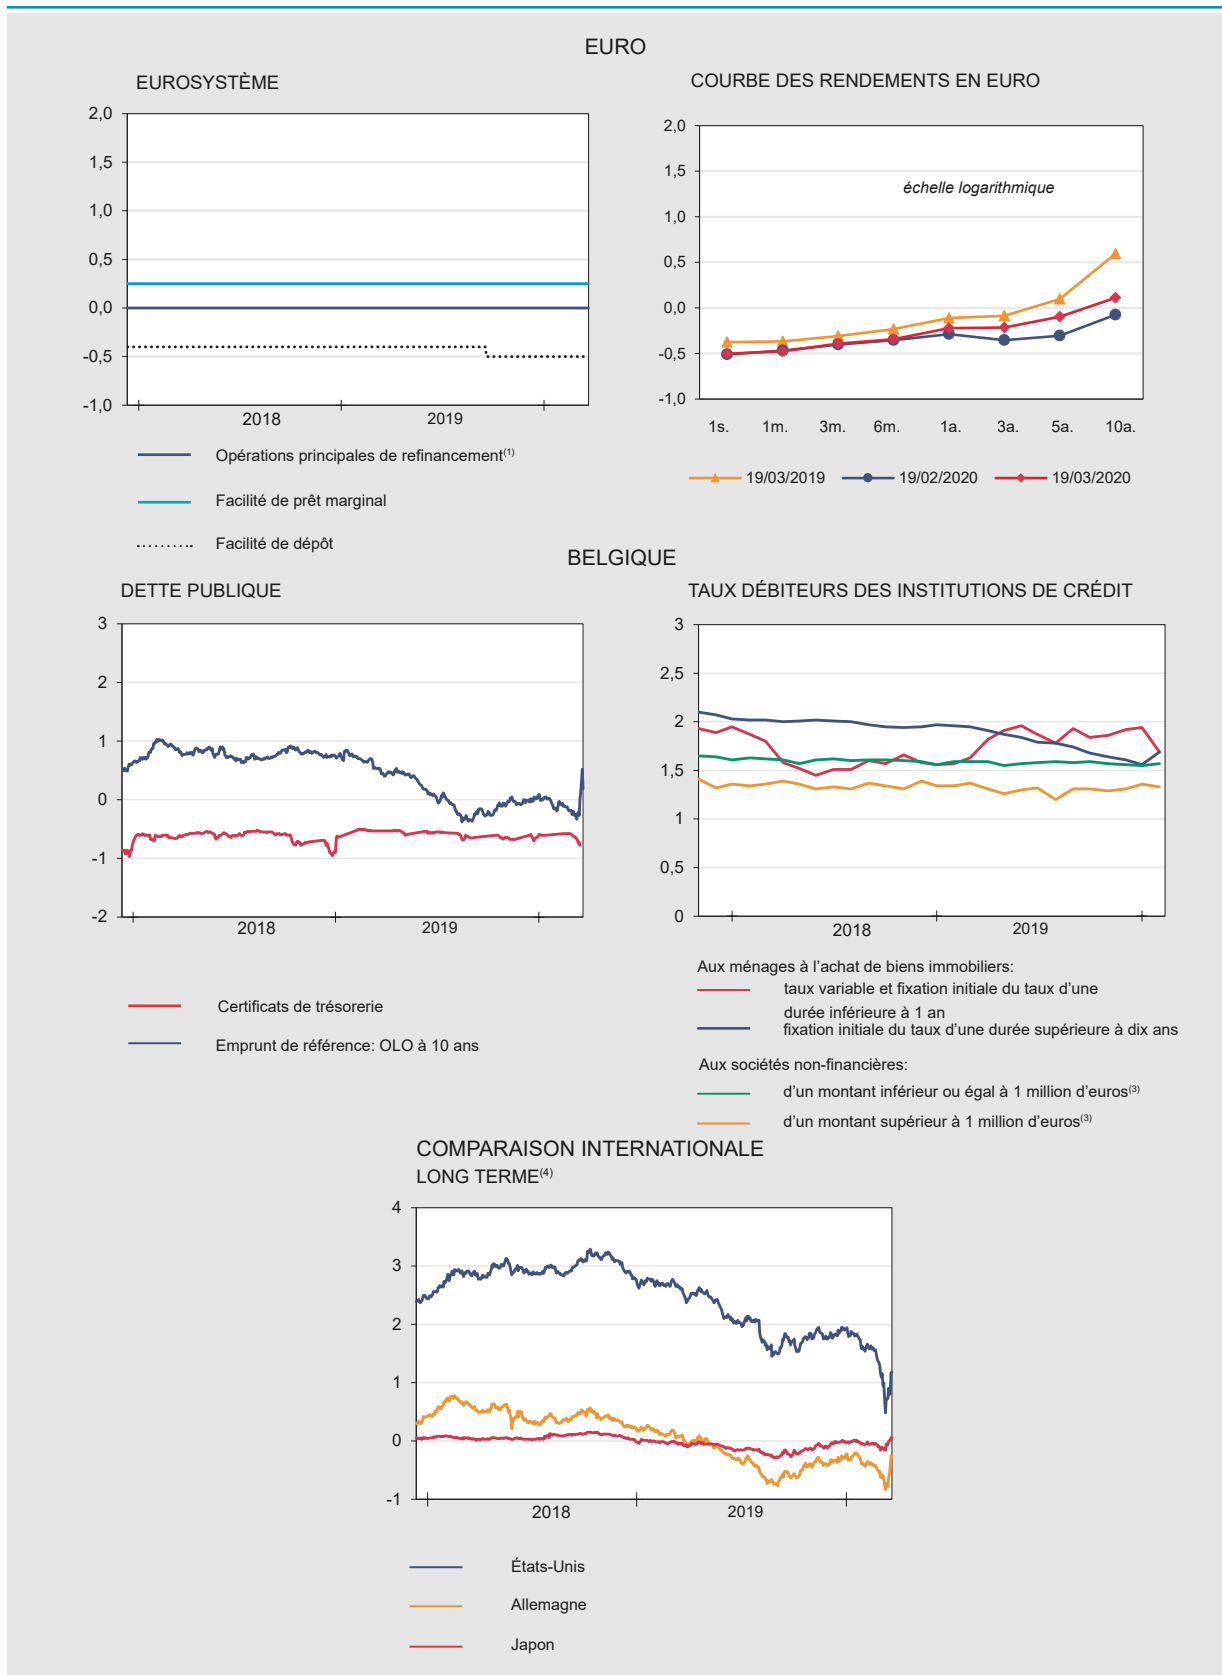 EURO
EUROSYSTÈME
2,0
1,5
1,0
0,5
0,0
-0,5
-1,0
2018
2019
Opérations principales de refinancement(1)
Facilité de prêt marginal
Facilité de dépôt
COURBE DES RENDEMENTS EN EURO
2,0
1,5
1,0
0,5
0,0
-0,5
-1,0
échelle logarithmique
1s. 1m. 3m. 6m. 1a. 3a. 5a. 10a.
19/03/2019 19/02/2020 19/03/2020
BELGIQUE
DETTE PUBLIQUE
3
2
1
0
-1
-2
2018
2019
Certificats de trésorerie
Emprunt de référence: OLO à 10 ans
TAUX DÉBITEURS DES INSTITUTIONS DE CRÉDIT
3
2,5
2
1,5
1
0,5
0
2018
2019
Aux ménages à l'achat de biens immobiliers:
taux variable et fixation initiale du taux d'une
durée inférieure à 1 an
fixation initiale du taux d'une durée supérieure à dix ans
Aux sociétés non-financières:
d'un montant inférieur ou égal à 1 million d'euros(3)
d'un montant supérieur à 1 million d'euros(3)
COMPARAISON INTERNATIONALE
LONG TERME(4)
4
3
2
1
0
-1
2018
2019
États-Unis
Allemagne
Japon